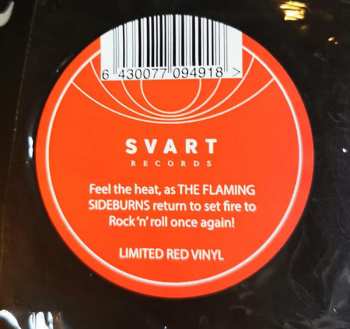 6 430077 094918 >
SVART
RECORDS
Feel the heat, as THE FLAMING
SIDEBURNS return to set fire to
Rock 'n' roll once again!
LIMITED RED VINYL